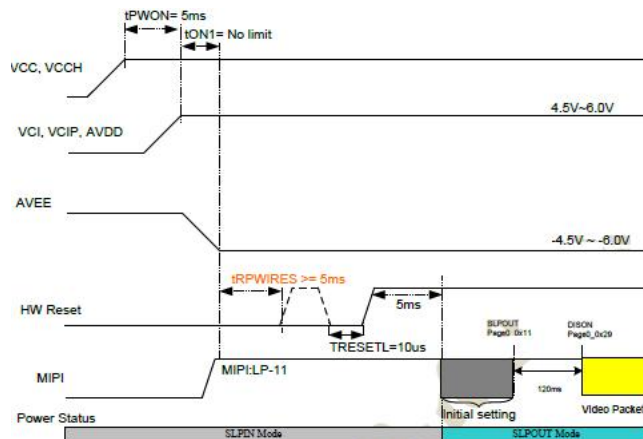 tPWON= 5ms
tON1= No limit
VCC, VCCH
4.5V~6.0V
VCI, VCIP, AVDD
AVEE
-4.5V ~ -6.0V
tRPWIRES >= 5ms
HW Reset
5ms
TRESETL=10us
SLPOUT
Page0_0x11
DISON
Page0_0x29
MIPI:LP-11
MIPI
120ms
Initial setting
Video Packet
Power Status
SLPIN Mode
SLPOUT Mode